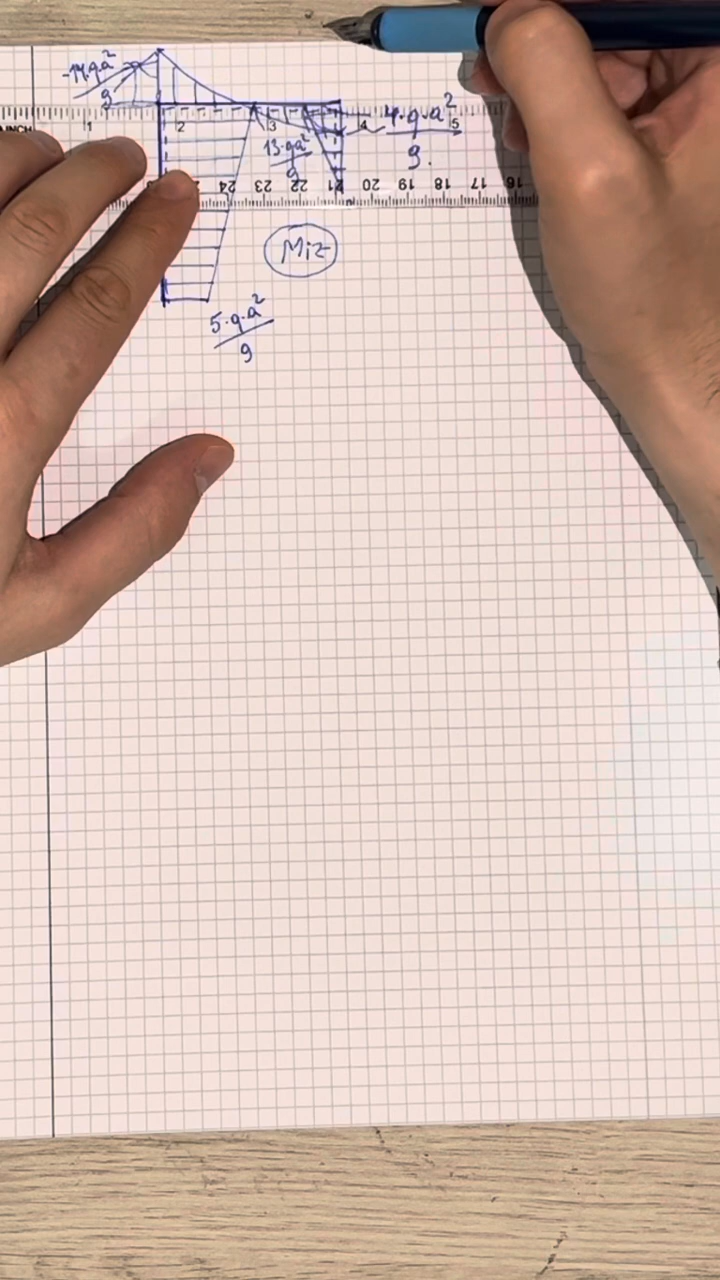 -14·q·a²
9
4·q·a²
9.
13·qa²
9
INCH 1 2 3 4 5
24 23 22 21 20 19 18 17 16
Miz
5·q·a²
9